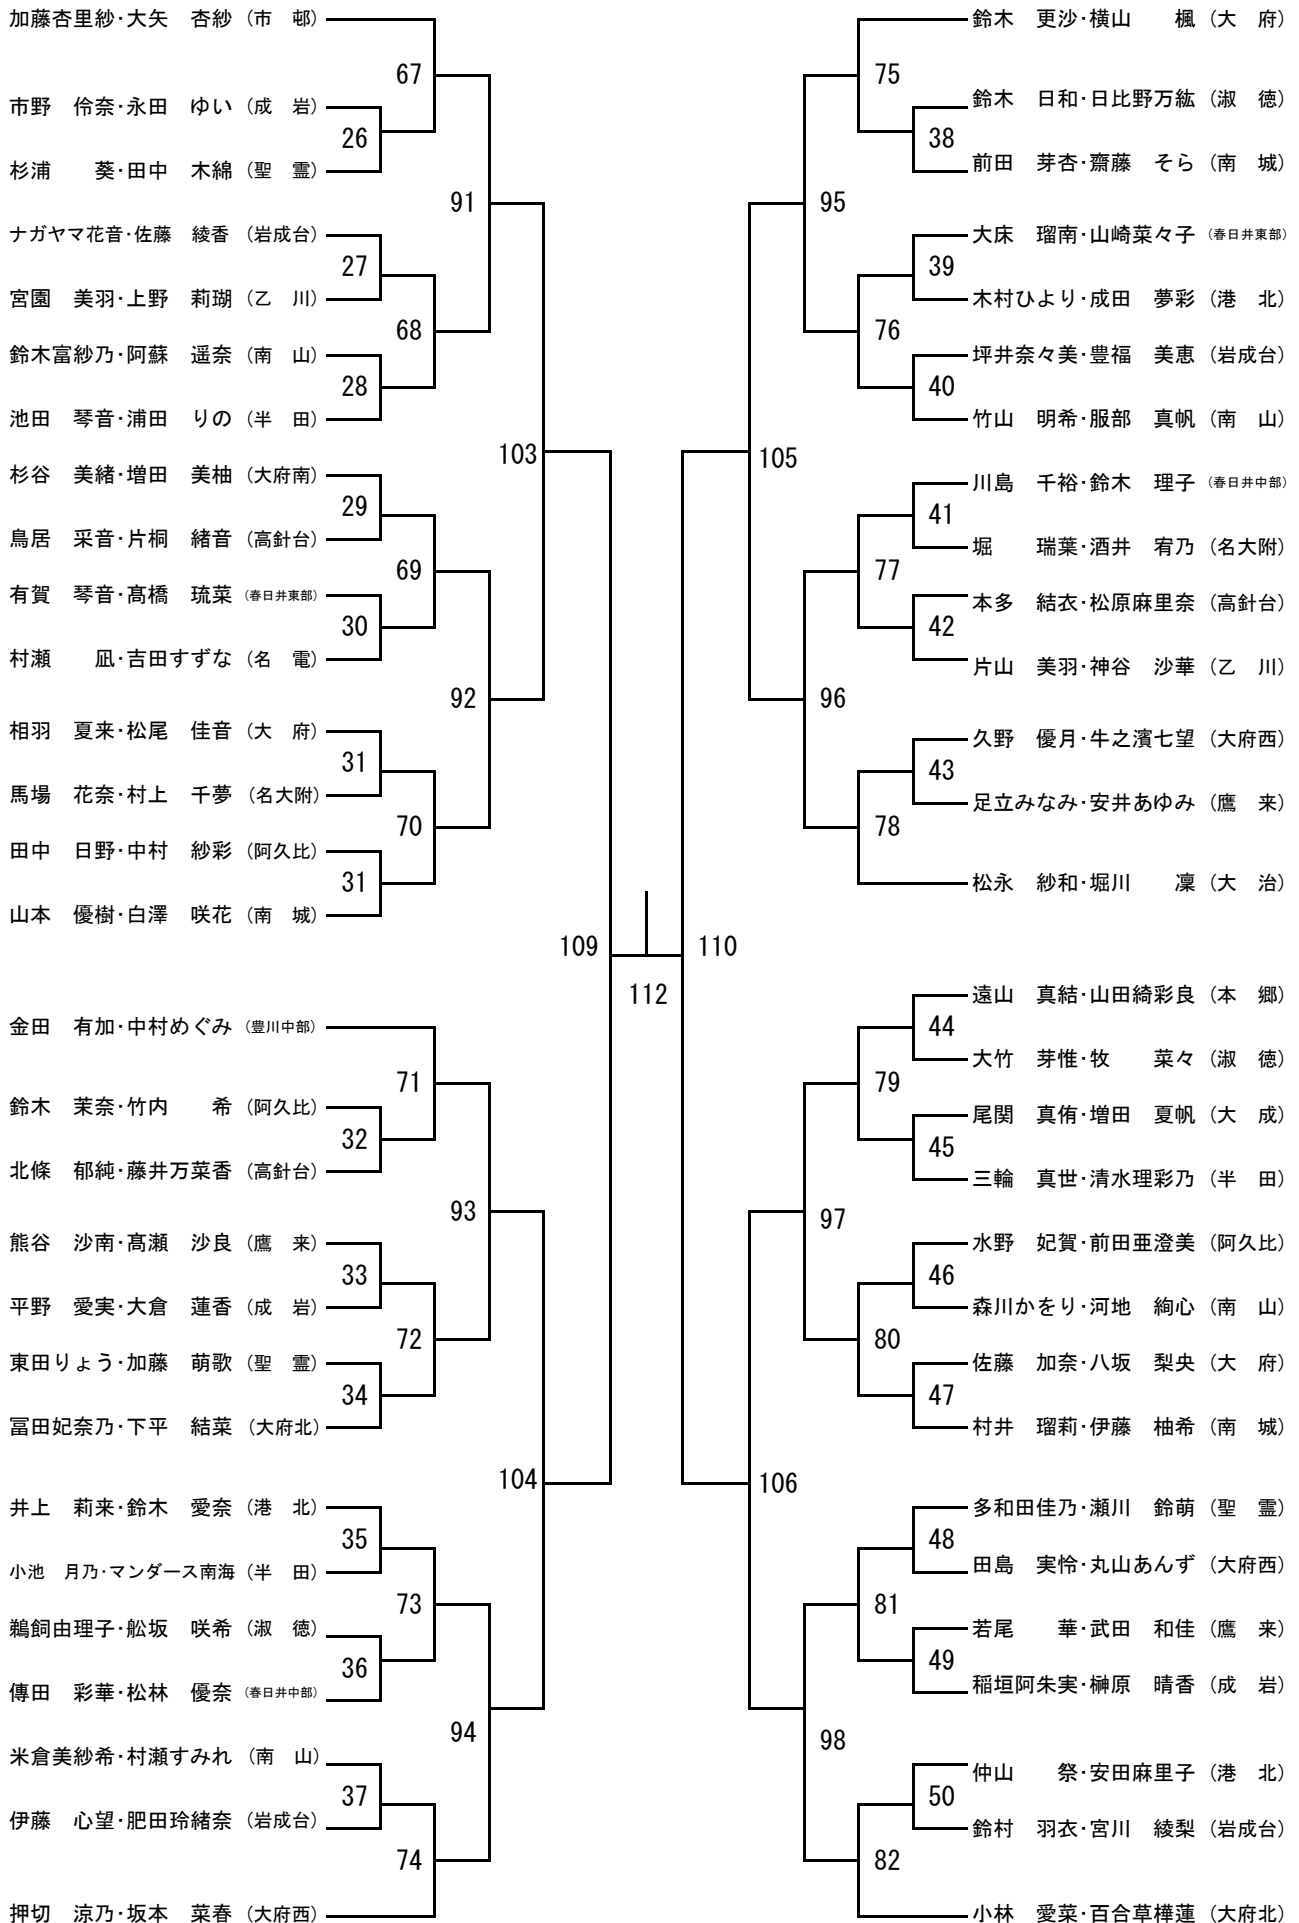 加藤杏里紗・大矢　杏紗（市　邨）
67
市野　伶奈・永田　ゆい（成　岩）
26
杉浦　　葵・田中　木綿（聖　霊）
91
ナガヤマ花音・佐藤　綾香（岩成台）
27
宮園　美羽・上野　莉瑚（乙　川）
68
鈴木富紗乃・阿蘇　遥奈（南　山）
28
池田　琴音・浦田　りの（半　田）
103
杉谷　美緒・増田　美柚（大府南）
29
鳥居　采音・片桐　緒音（高針台）
69
有賀　琴音・髙橋　琉菜（春日井東部）
30
村瀬　　凪・吉田すずな（名　電）
92
相羽　夏来・松尾　佳音（大　府）
31
馬場　花奈・村上　千夢（名大附）
70
田中　日野・中村　紗彩（阿久比）
31
山本　優樹・白澤　咲花（南　城）
109
112
金田　有加・中村めぐみ（豊川中部）
71
鈴木　茉奈・竹内　　希（阿久比）
32
北條　郁純・藤井万菜香（高針台）
93
熊谷　沙南・髙瀬　沙良（鷹　来）
33
平野　愛実・大倉　蓮香（成　岩）
72
東田りょう・加藤　萌歌（聖　霊）
34
冨田妃奈乃・下平　結菜（大府北）
104
井上　莉来・鈴木　愛奈（港　北）
35
小池　月乃・マンダース南海（半　田）
73
鵜飼由理子・舩坂　咲希（淑　徳）
36
傳田　彩華・松林　優奈（春日井中部）
94
米倉美紗希・村瀬すみれ（南　山）
37
伊藤　心望・肥田玲緒奈（岩成台）
74
押切　涼乃・坂本　菜春（大府西）
鈴木　更沙・横山　　楓（大　府）
75
鈴木　日和・日比野万紘（淑　徳）
38
前田　芽杏・齋藤　そら（南　城）
95
大床　瑠南・山崎菜々子（春日井東部）
39
木村ひより・成田　夢彩（港　北）
76
坪井奈々美・豊福　美恵（岩成台）
40
竹山　明希・服部　真帆（南　山）
105
川島　千裕・鈴木　理子（春日井中部）
41
堀　　瑞葉・酒井　宥乃（名大附）
77
本多　結衣・松原麻里奈（高針台）
42
片山　美羽・神谷　沙華（乙　川）
96
久野　優月・牛之濱七望（大府西）
43
足立みなみ・安井あゆみ（鷹　来）
78
松永　紗和・堀川　　凜（大　治）
110
遠山　真結・山田綺彩良（本　郷）
44
大竹　芽惟・牧　　菜々（淑　徳）
79
尾関　真侑・増田　夏帆（大　成）
45
三輪　真世・清水理彩乃（半　田）
97
水野　妃賀・前田亜澄美（阿久比）
46
森川かをり・河地　絢心（南　山）
80
佐藤　加奈・八坂　梨央（大　府）
47
村井　瑠莉・伊藤　柚希（南　城）
106
多和田佳乃・瀬川　鈴萌（聖　霊）
48
田島　実怜・丸山あんず（大府西）
81
若尾　　華・武田　和佳（鷹　来）
49
稲垣阿朱実・榊原　晴香（成　岩）
98
仲山　　祭・安田麻里子（港　北）
50
鈴村　羽衣・宮川　綾梨（岩成台）
82
小林　愛菜・百合草樺蓮（大府北）